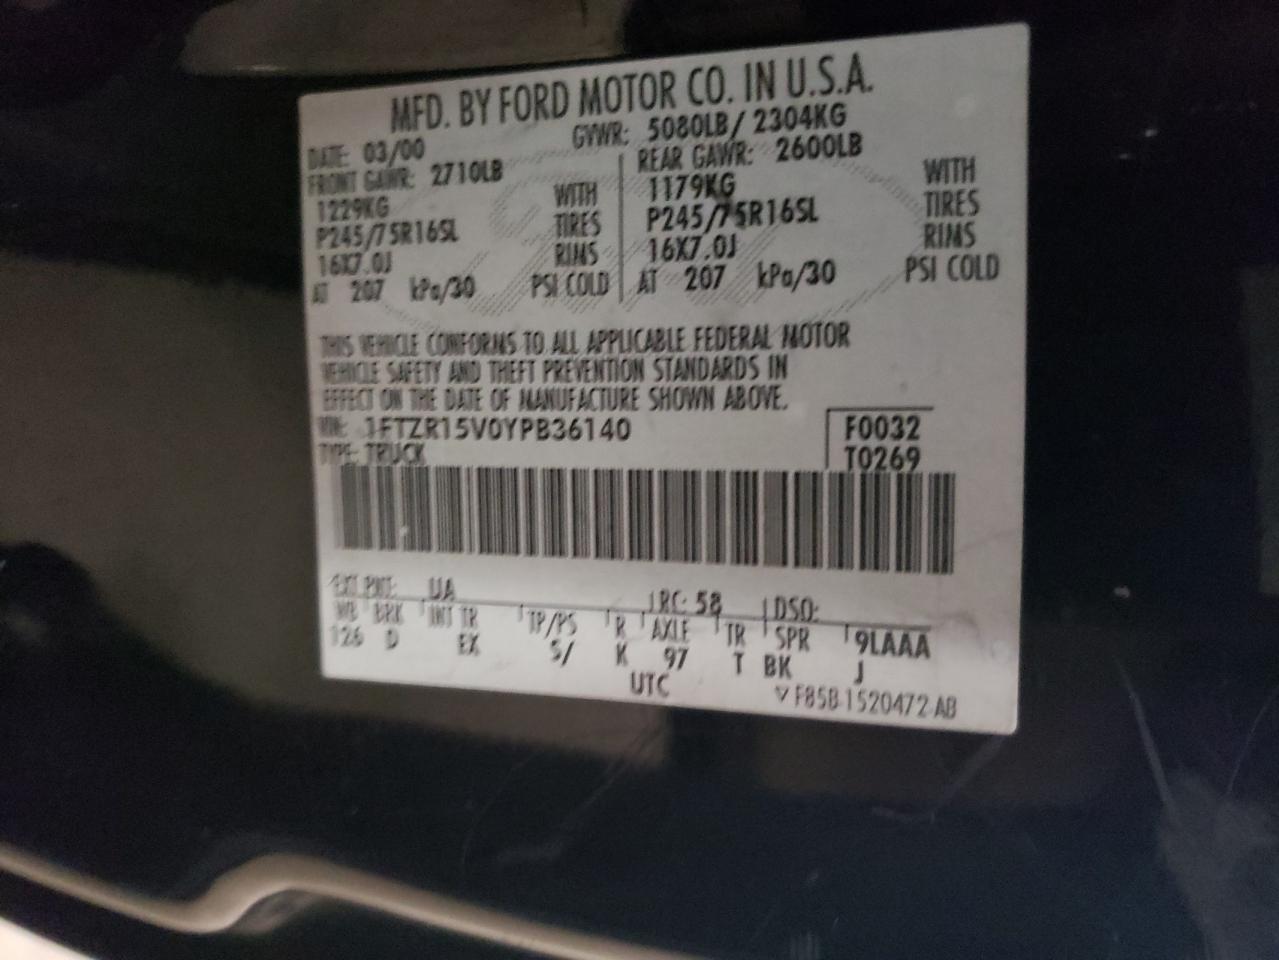 MFD. BY FORD MOTOR CO. IN U.S.A.
DATE: 03/00 GVWR: 5080LB/ 2304KG
FRONT GAWR: 2710LB REAR GAWR: 2600LB
1229KG WITH 1179KG WITH
P245/75R16SL TIRES P245/75R16SL TIRES
16X7.0J RIMS 16X7.0J RIMS
AT 207 kPa/30 PSI COLD AT 207 kPa/30 PSI COLD
THIS VEHICLE CONFORMS TO ALL APPLICABLE FEDERAL MOTOR
VEHICLE SAFETY AND THEFT PREVENTION STANDARDS IN
EFFECT ON THE DATE OF MANUFACTURE SHOWN ABOVE.
VIN: 1FTZR15V0YPB36140 F0032
TYPE: TRUCK T0269
EXT PNT: UA RC: 58 DSO:
WB BRK INT TR TP/PS R AXLE TR SPR 9LAAA
126 D EX 5/ K 97 T BK J
UTC ▽ F85B-1520472-AB